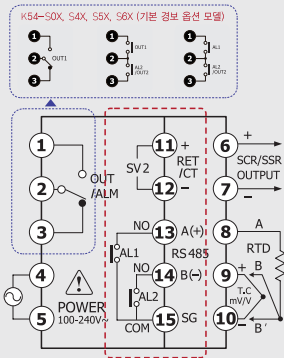 K54-S0X, S4X, S5X, S6X (기본 경보 옵션 모델)
1 1 1
OUT1 AL1
2 OUT1 2 2
AL2 AL2
/OUT2 /OUT2
3 3 3
1 11 + 6 +
SV2 RET SCR/SSR
/CT OUTPUT
2 OUT 12 - 7 -
/ALM
3 NO 13 A(+) 8 A
AL1 RS485 RTD
4 NO 14 B(-) 9 + B
AL2 T.C
mV/V
5 POWER 15 SG 10 - B'
100-240V~ COM